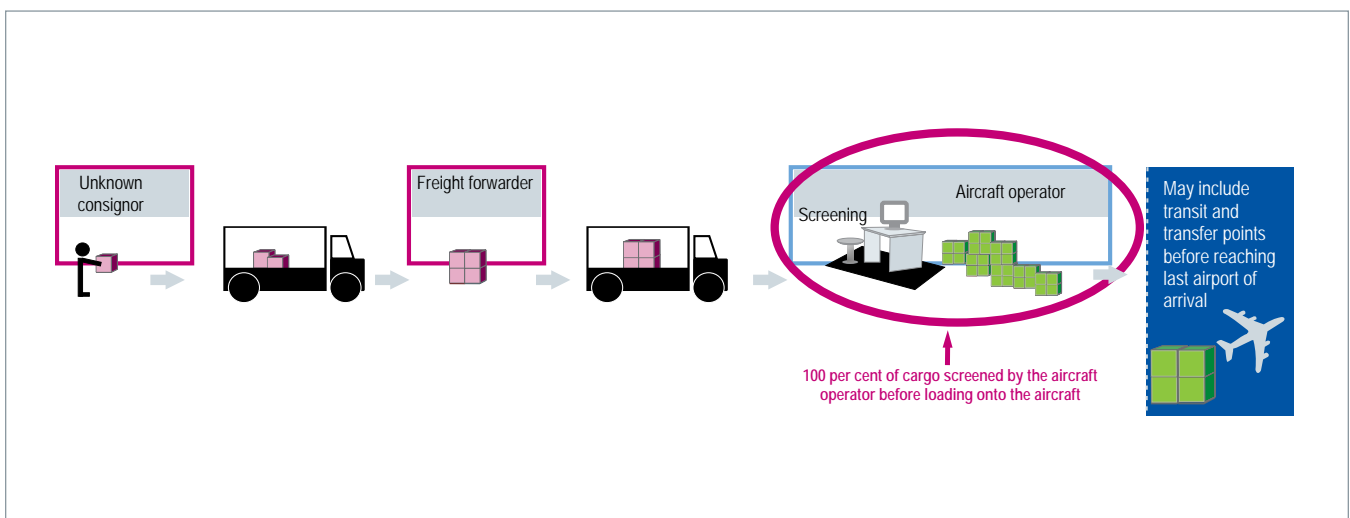 Unknown
consignor
Freight forwarder
Aircraft operator
Screening
100 per cent of cargo screened by the aircraft
operator before loading onto the aircraft
May include
transit and
transfer points
before reaching
last airport of
arrival